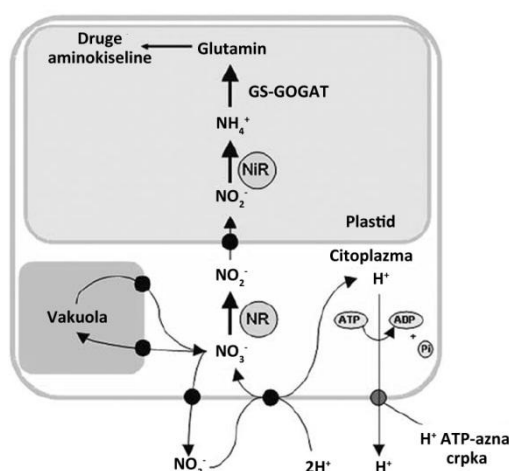 Druge
aminokiseline
Glutamin
GS-GOGAT
NH₄⁺
NiR
NO₂⁻
Plastid
Citoplazma
NO₂⁻
H⁺
Vakuola
NR
ATP
ADP
+
Pi
NO₃⁻
H⁺ ATP-azna
crpka
2H⁺
H⁺